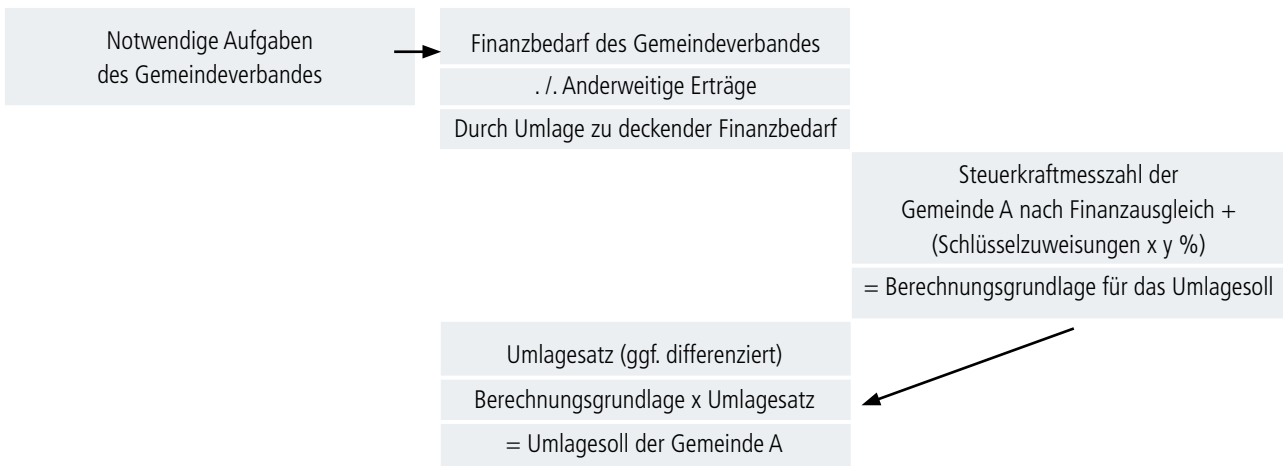 Notwendige Aufgaben
des Gemeindeverbandes
Finanzbedarf des Gemeindeverbandes
. /. Anderweitige Erträge
Durch Umlage zu deckender Finanzbedarf
Steuerkraftmesszahl der
Gemeinde A nach Finanzausgleich +
(Schlüsselzuweisungen x y %)
= Berechnungsgrundlage für das Umlagesoll
Umlagesatz (ggf. differenziert)
Berechnungsgrundlage x Umlagesatz
= Umlagesoll der Gemeinde A